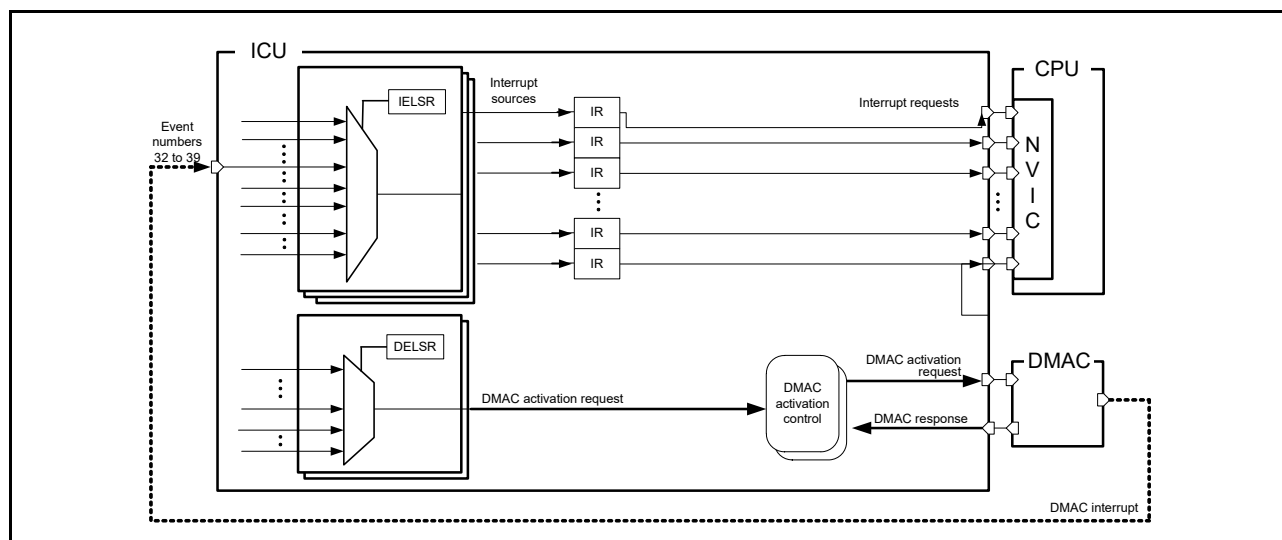 ICU
CPU
IELSR
Interrupt
sources
Interrupt requests
Event
numbers
32 to 39
IR
IR
IR
IR
IR
N
V
I
C
DELSR
DMAC activation request
DMAC
activation
control
DMAC activation
request
DMAC response
DMAC
DMAC interrupt